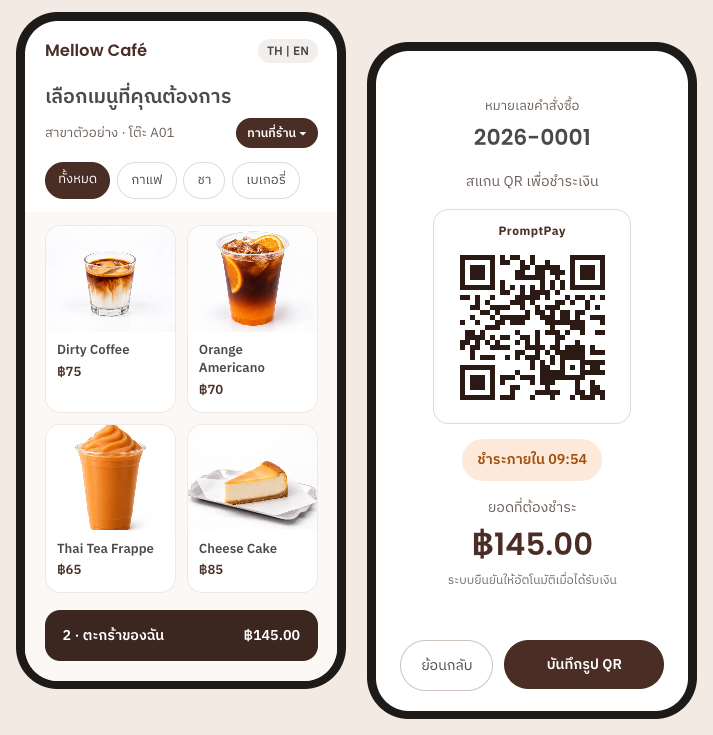 Mellow Café
TH | EN
เลือกเมนูที่คุณต้องการ
สาขาตัวอย่าง · โต๊ะ A01
ทานที่ร้าน
ทั้งหมด
กาแฟ
ชา
เบเกอรี่
Dirty Coffee
฿75
Orange
Americano
฿70
Thai Tea Frappe
฿65
Cheese Cake
฿85
2 · ตะกร้าของฉัน
฿145.00
หมายเลขคำสั่งซื้อ
2026-0001
สแกน QR เพื่อชำระเงิน
PromptPay
ชำระภายใน 09:54
ยอดที่ต้องชำระ
฿145.00
ระบบยืนยันให้อัตโนมัติเมื่อได้รับเงิน
ย้อนกลับ
บันทึกรูป QR